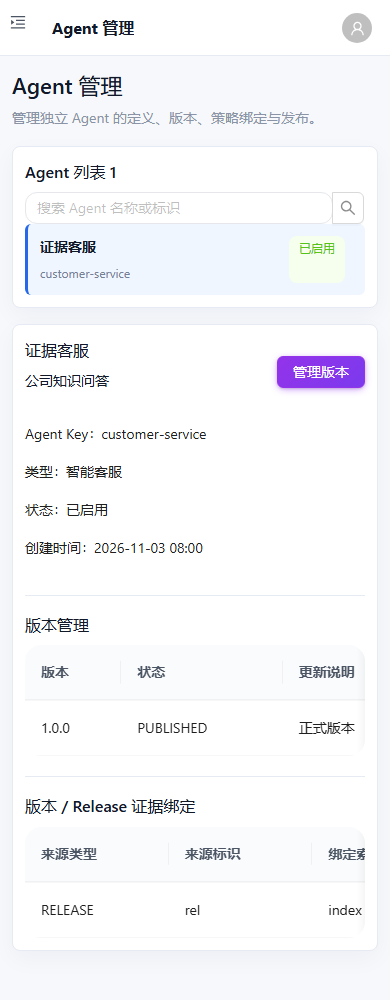 Agent 管理
Agent 管理
管理独立 Agent 的定义、版本、策略绑定与发布。
Agent 列表 1
搜索 Agent 名称或标识
证据客服
已启用
customer-service
证据客服
公司知识问答
管理版本
Agent Key：customer-service
类型：智能客服
状态：已启用
创建时间：2026-11-03 08:00
版本管理
版本 状态 更新说明
1.0.0 PUBLISHED 正式版本
版本 / Release 证据绑定
来源类型 来源标识 绑定
RELEASE rel index